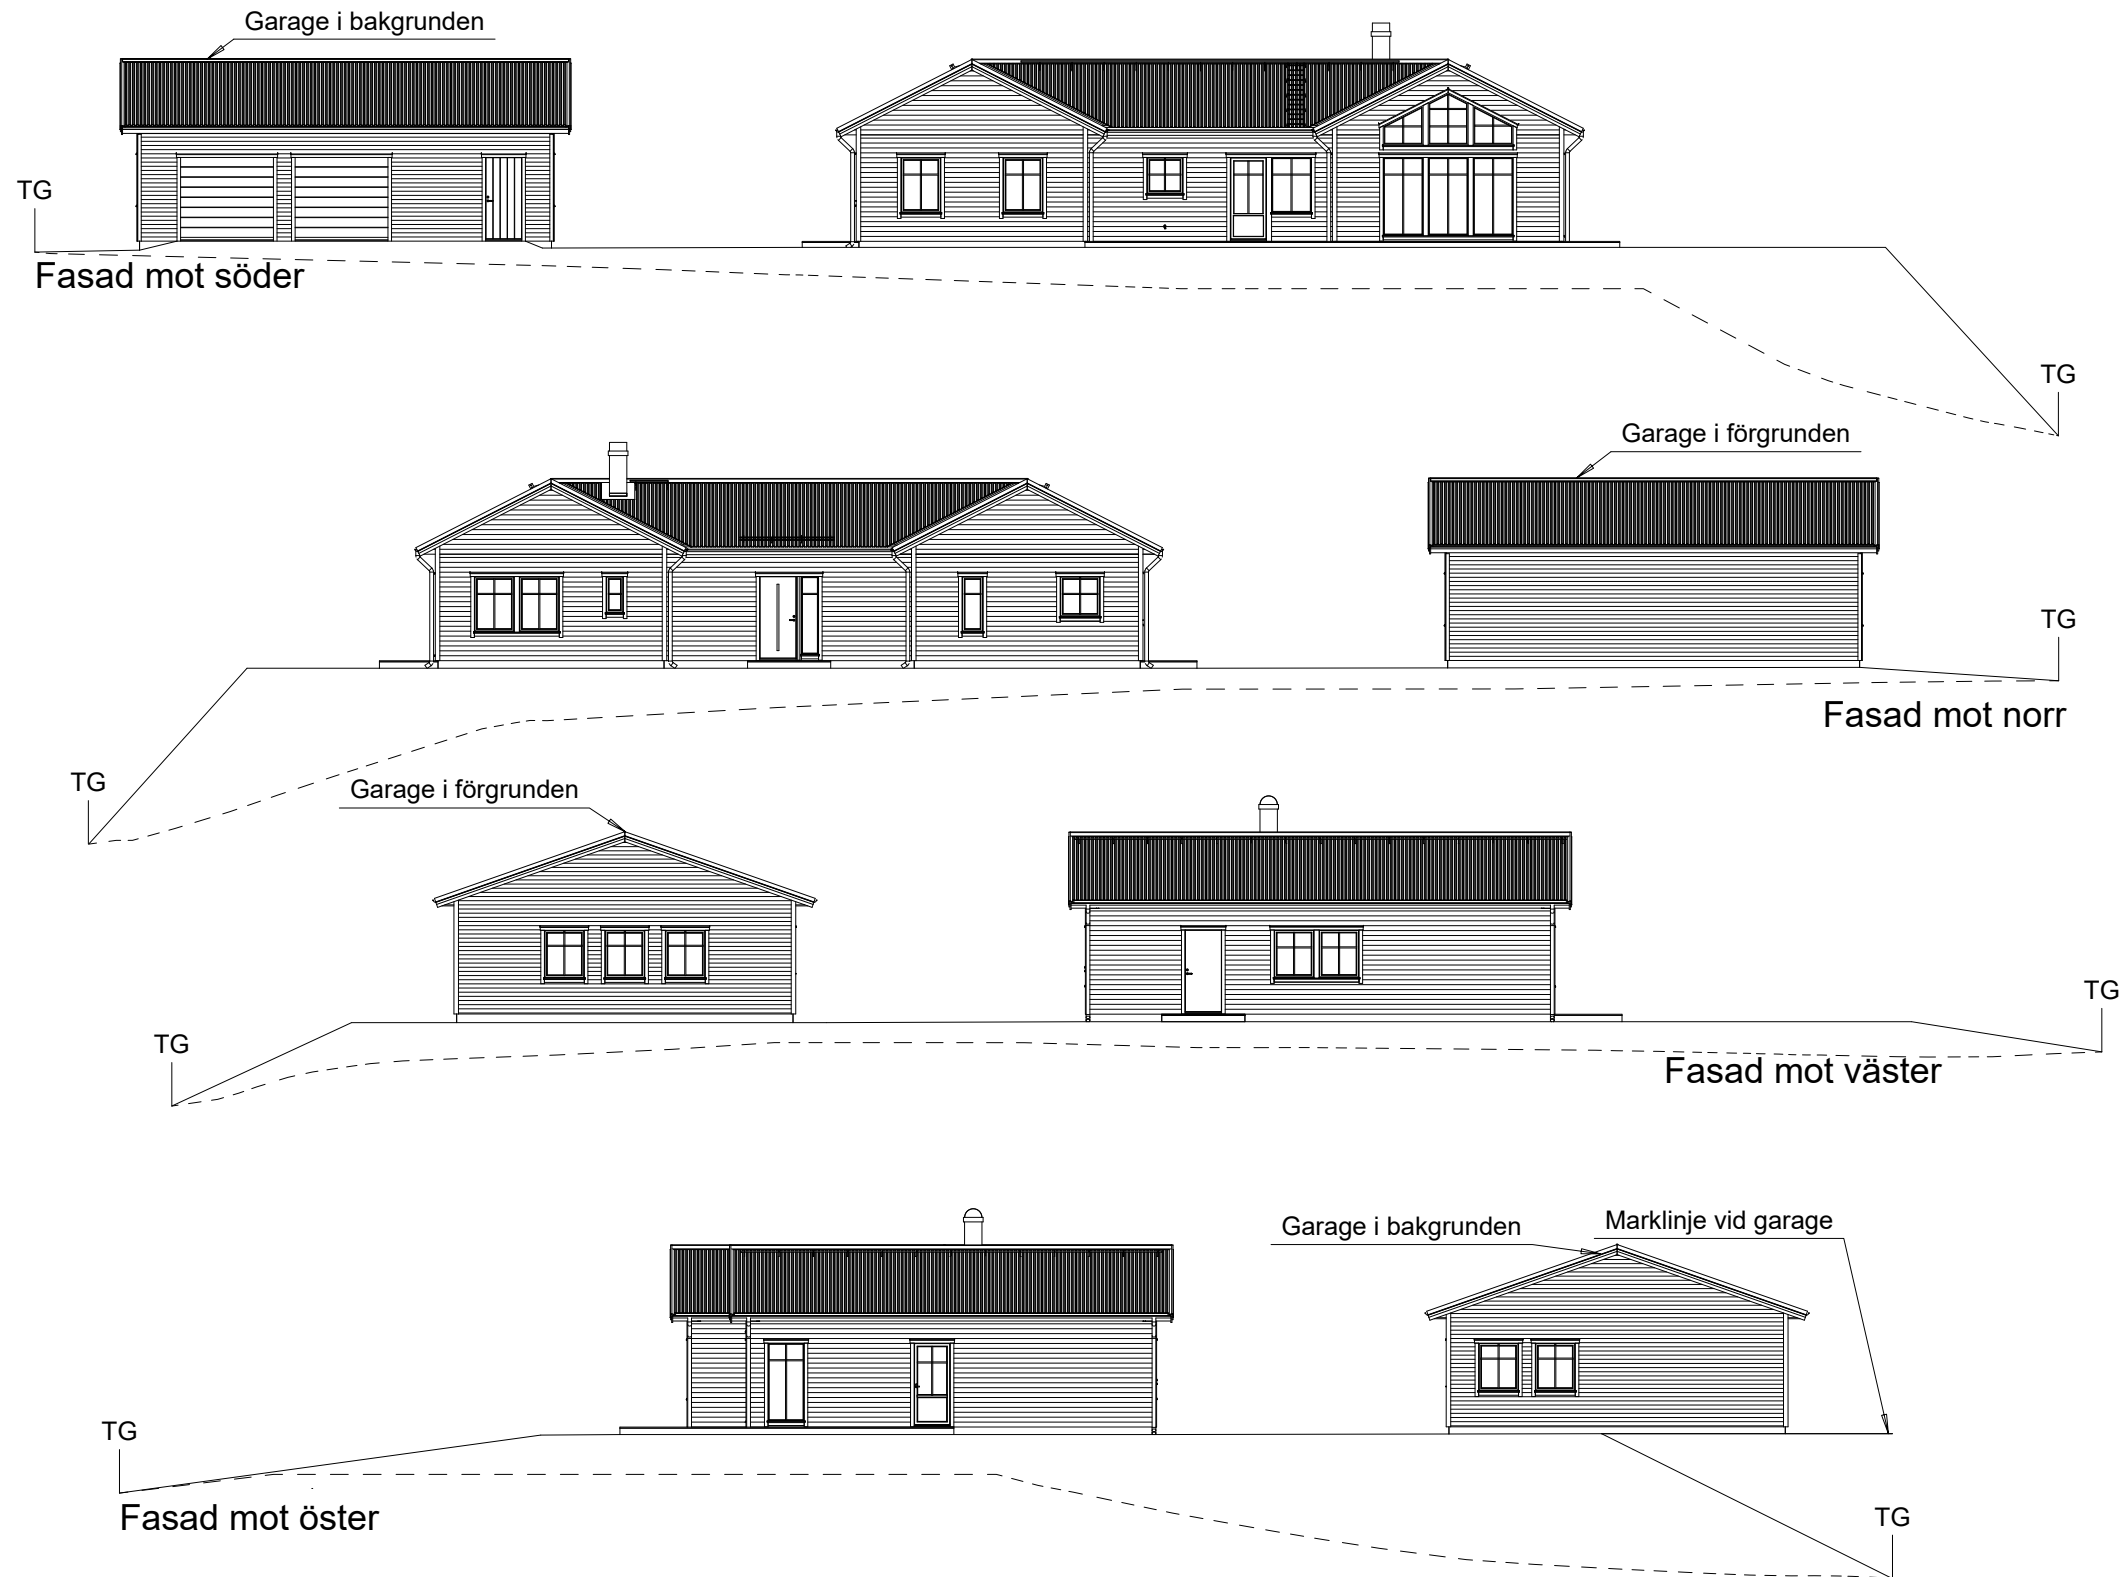 Garage i bakgrunden
TG
Fasad mot söder
TG
Garage i förgrunden
TG
Fasad mot norr
TG
Garage i förgrunden
TG
TG
Fasad mot väster
Garage i bakgrunden
Marklinje vid garage
TG
Fasad mot öster
TG